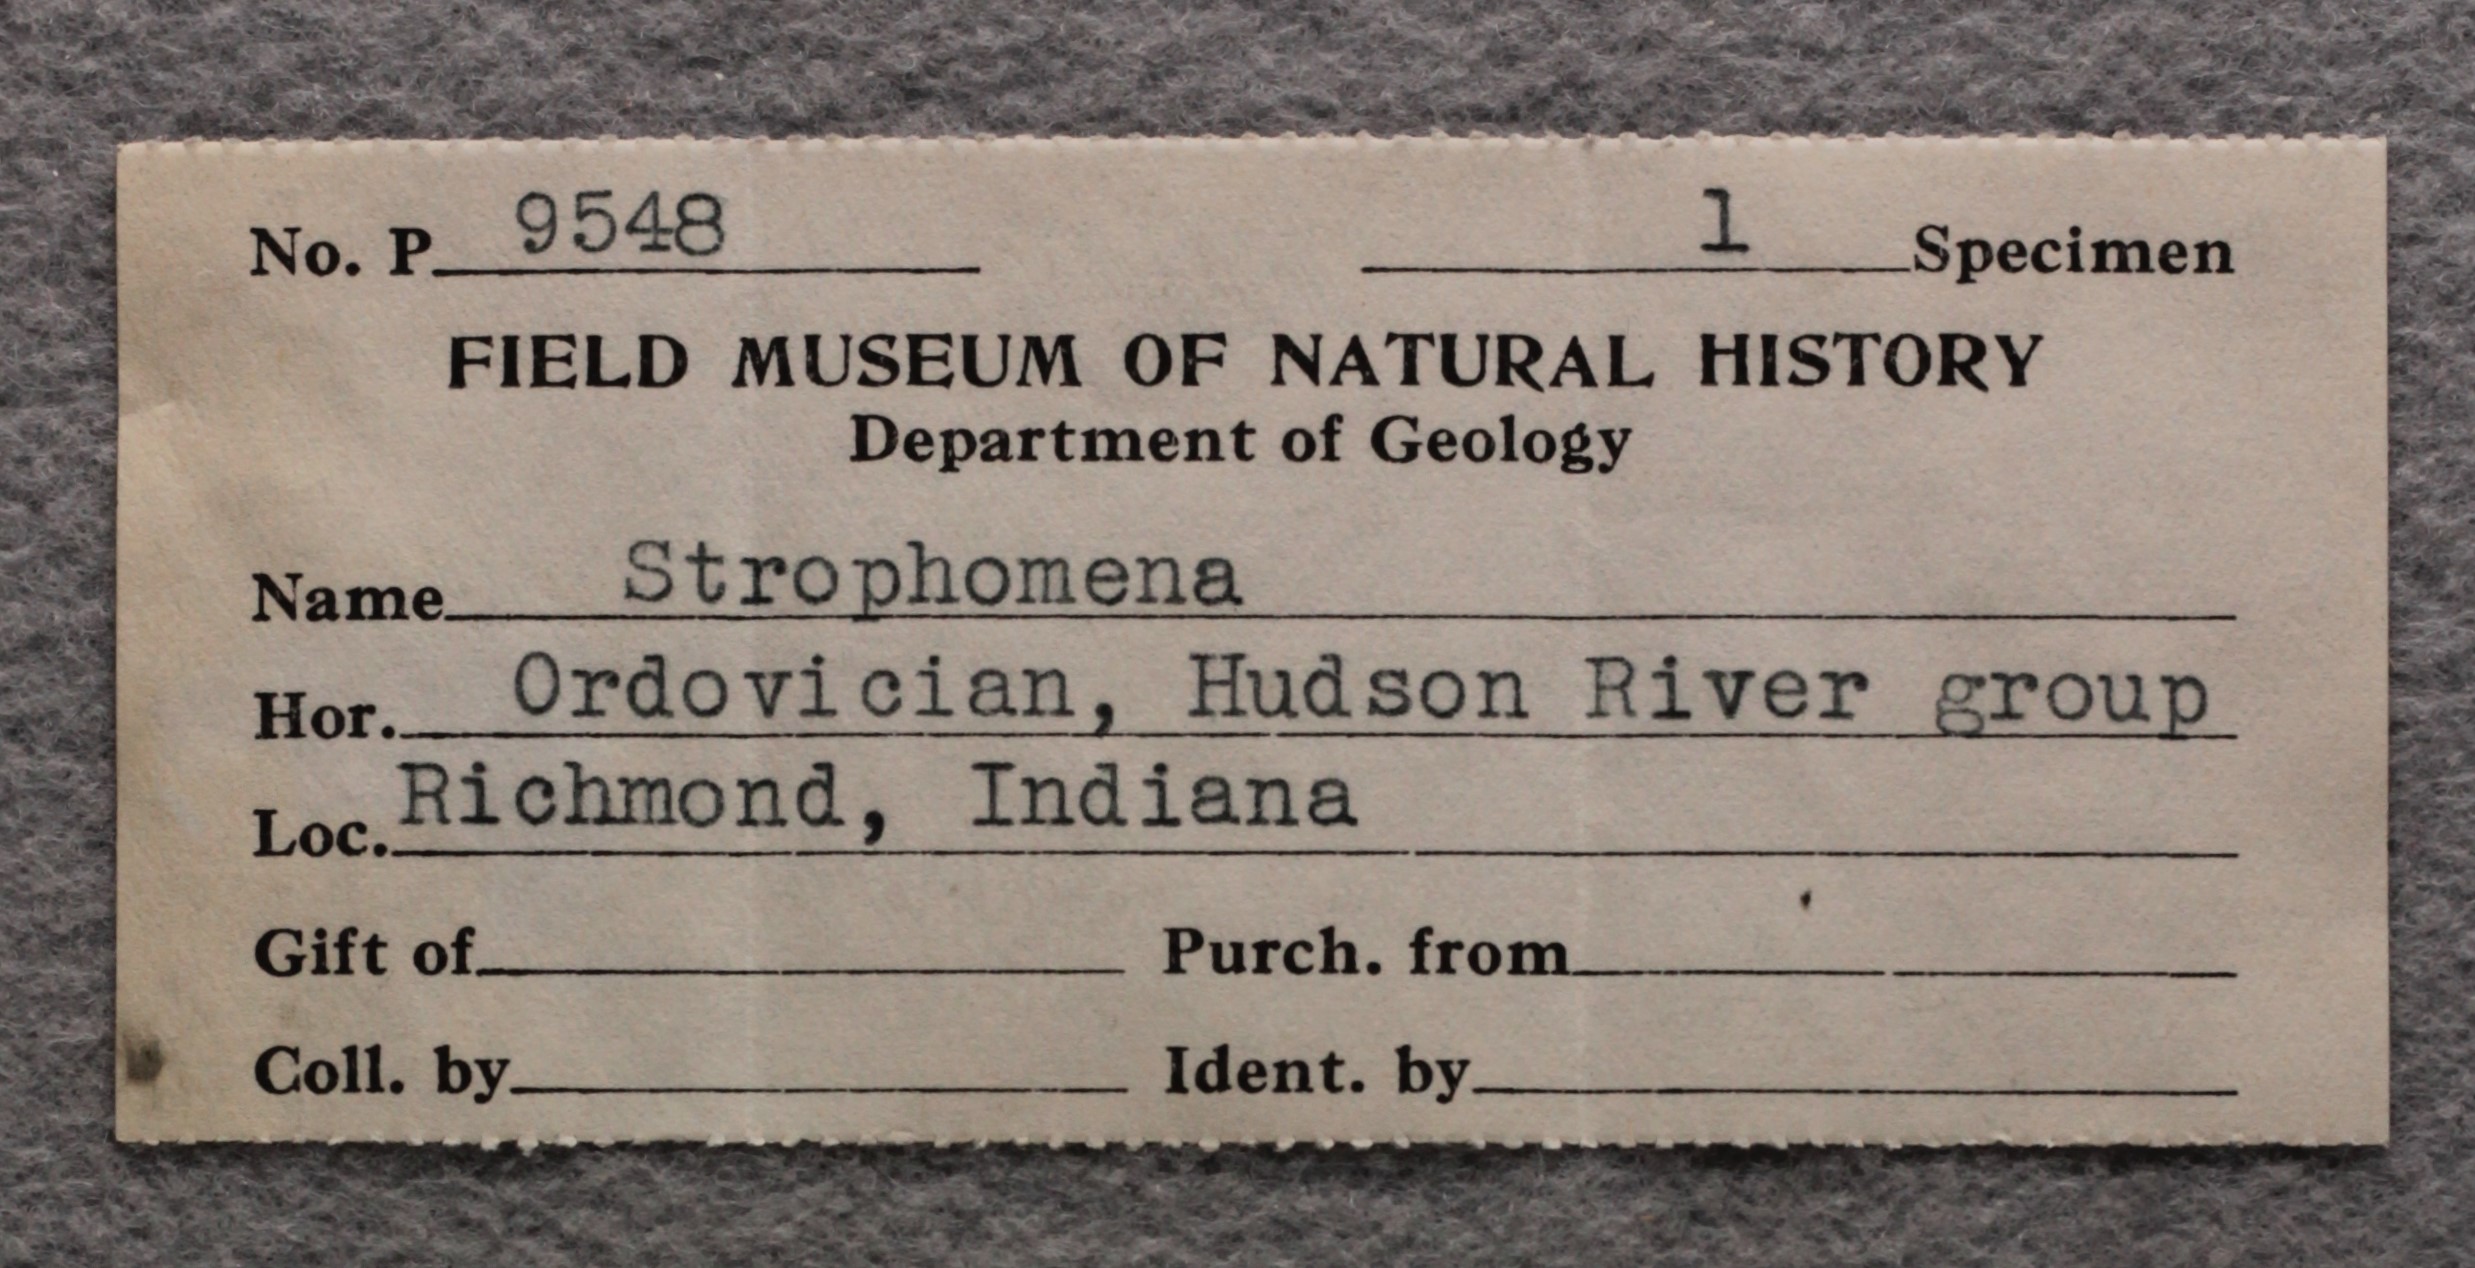 No. P 9548 1 Specimen
FIELD MUSEUM OF NATURAL HISTORY
Department of Geology
Name Strophomena
Hor. Ordovician, Hudson River group
Loc. Richmond, Indiana
Gift of Purch. from
Coll. by Ident. by